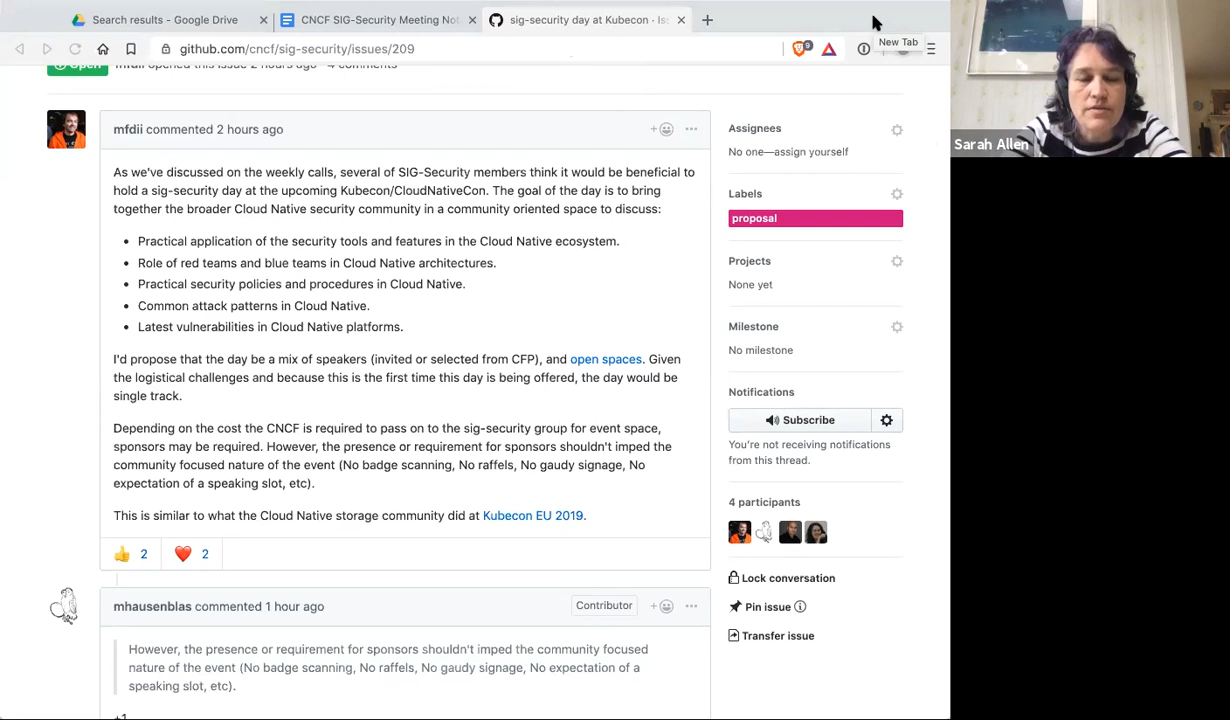 Search results - Google Drive
CNCF SIG-Security Meeting Not
sig-security day at Kubecon · Iss
github.com/cncf/sig-security/issues/209
9
New Tab
Open
mfdii opened this issue 2 hours ago · 4 comments
mfdii commented 2 hours ago
As we've discussed on the weekly calls, several of SIG-Security members think it would be beneficial to
hold a sig-security day at the upcoming Kubecon/CloudNativeCon. The goal of the day is to bring
together the broader Cloud Native security community in a community oriented space to discuss:
• Practical application of the security tools and features in the Cloud Native ecosystem.
• Role of red teams and blue teams in Cloud Native architectures.
• Practical security policies and procedures in Cloud Native.
• Common attack patterns in Cloud Native.
• Latest vulnerabilities in Cloud Native platforms.
I'd propose that the day be a mix of speakers (invited or selected from CFP), and open spaces. Given
the logistical challenges and because this is the first time this day is being offered, the day would be
single track.
Depending on the cost the CNCF is required to pass on to the sig-security group for event space,
sponsors may be required. However, the presence or requirement for sponsors shouldn't imped the
community focused nature of the event (No badge scanning, No raffels, No gaudy signage, No
expectation of a speaking slot, etc).
This is similar to what the Cloud Native storage community did at Kubecon EU 2019.
2
2
mhausenblas commented 1 hour ago
Contributor
However, the presence or requirement for sponsors shouldn't imped the community focused
nature of the event (No badge scanning, No raffels, No gaudy signage, No expectation of a
speaking slot, etc).
+1
Assignees
No one—assign yourself
Labels
proposal
Projects
None yet
Milestone
No milestone
Notifications
Subscribe
You're not receiving notifications
from this thread.
4 participants
Lock conversation
Pin issue
Transfer issue
Sarah Allen